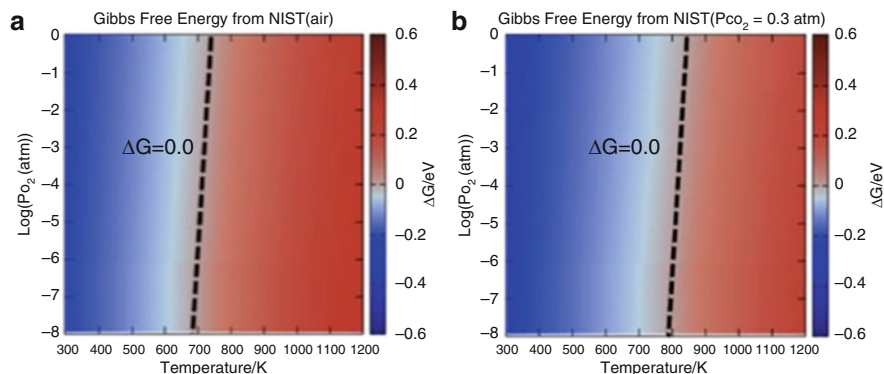 a
Gibbs Free Energy from NIST(air)
0
−1
−2
−3
−4
−5
−6
−7
−8
Log(Po₂ (atm))
ΔG=0.0
300 400 500 600 700 800 900 1000 1100 1200
Temperature/K
0.6
0.4
0.2
0
−0.2
−0.4
−0.6
ΔG/eV
b
Gibbs Free Energy from NIST(Pco₂ = 0.3 atm)
0
−1
−2
−3
−4
−5
−6
−7
−8
Log(Po₂ (atm))
ΔG=0.0
300 400 500 600 700 800 900 1000 1100 1200
Temperature/K
0.6
0.4
0.2
0
−0.2
−0.4
−0.6
ΔG/eV